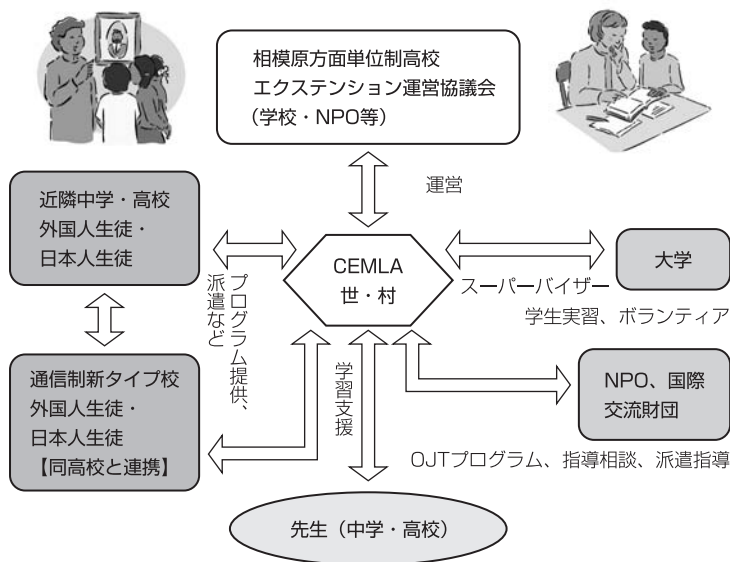 相模原方面単位制高校
エクステンション運営協議会
（学校・NPO等）
運営
近隣中学・高校
外国人生徒・
日本人生徒
CEMLA
世・村
大学
スーパーバイザー
学生実習、ボランティア
プログラム提供、
派遣など
学習支援
通信制新タイプ校
外国人生徒・
日本人生徒
【同高校と連携】
NPO、国際
交流財団
OJTプログラム、指導相談、派遣指導
先生（中学・高校）